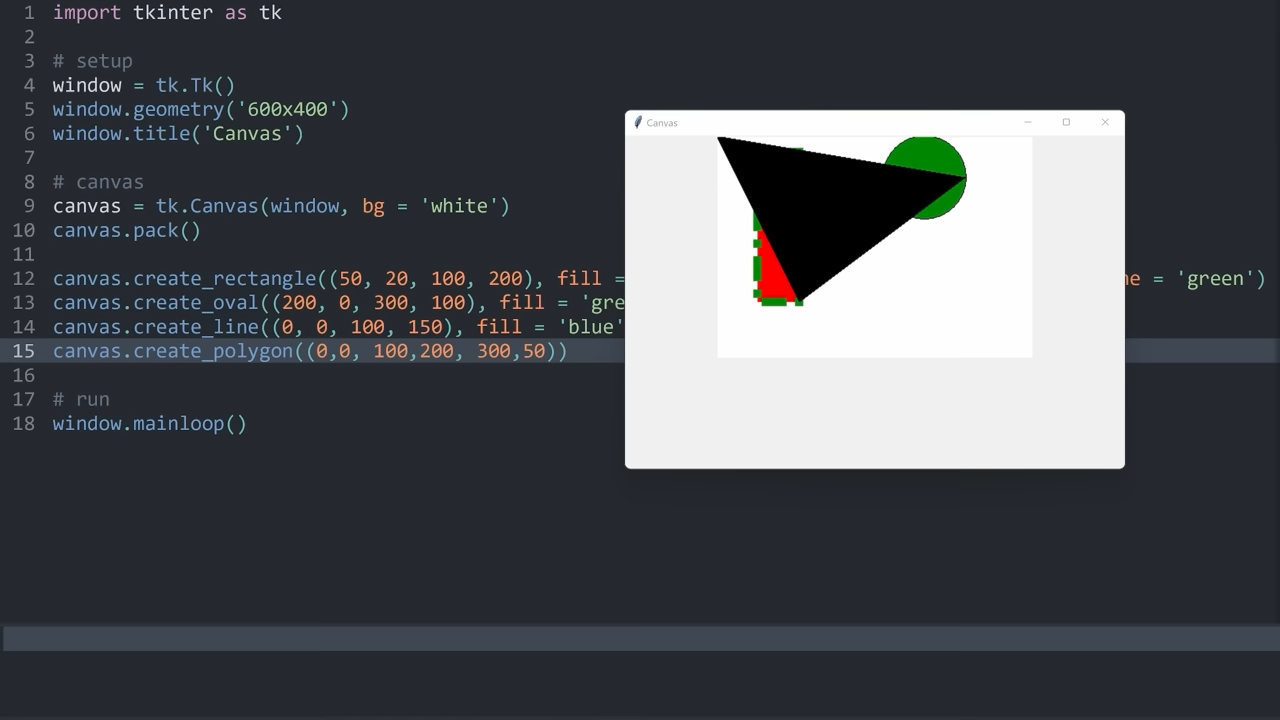 1 import tkinter as tk
2
3 # setup
4 window = tk.Tk()
5 window.geometry('600x400')
6 window.title('Canvas')
7
8 # canvas
9 canvas = tk.Canvas(window, bg = 'white')
10 canvas.pack()
11
12 canvas.create_rectangle((50, 20, 100, 200), fill = ne = 'green')
13 canvas.create_oval((200, 0, 300, 100), fill = 'gre
14 canvas.create_line((0, 0, 100, 150), fill = 'blue'
15 canvas.create_polygon((0,0, 100,200, 300,50))
16
17 # run
18 window.mainloop()
Canvas